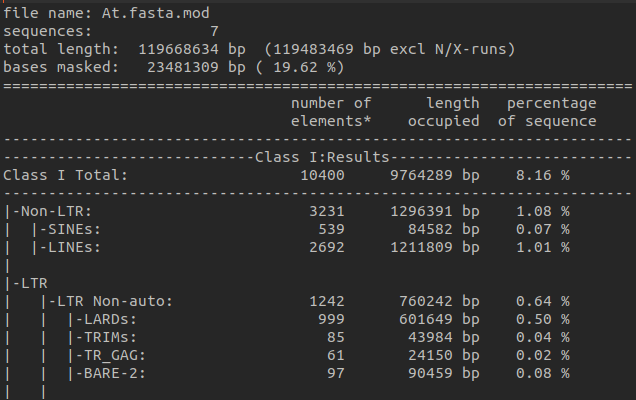 file name: At.fasta.mod
sequences:             7
total length:  119668634 bp  (119483469 bp excl N/X-runs)
bases masked:   23481309 bp ( 19.62 %)
======================================================================
                                number of      length   percentage
                                elements*    occupied  of sequence
----------------------------------------------------------------------
----------------------------Class I:Results---------------------------
Class I Total:                   10400     9764289 bp   8.16 %
----------------------------------------------------------------------
|-Non-LTR:                        3231     1296391 bp   1.08 %
|  |-SINEs:                        539       84582 bp   0.07 %
|  |-LINEs:                       2692     1211809 bp   1.01 %
|
|-LTR
|   |-LTR Non-auto:               1242      760242 bp   0.64 %
|   |  |-LARDs:                    999      601649 bp   0.50 %
|   |  |-TRIMs:                     85       43984 bp   0.04 %
|   |  |-TR_GAG:                    61       24150 bp   0.02 %
|   |  |-BARE-2:                    97       90459 bp   0.08 %
|   |